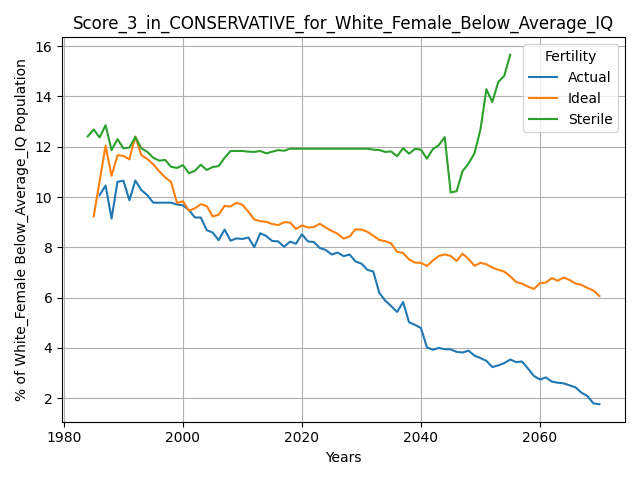 Score_3_in_CONSERVATIVE_for_White_Female_Below_Average_IQ
% of White_Female Below_Average_IQ Population
16
14
12
10
8
6
4
2
Fertility
Actual
Ideal
Sterile
1980
2000
2020
2040
2060
Years